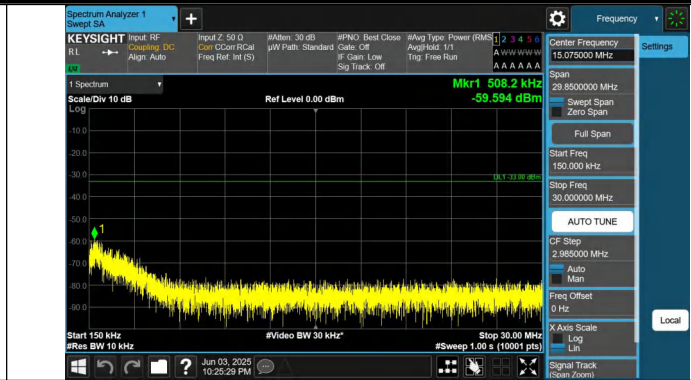 Spectrum Analyzer 1
Swept SA
Frequency
KEYSIGHT
R L
Input: RF
Coupling: DC
Align: Auto
Input Z: 50 Ω
Corr CCorr RCal
Freq Ref: Int (S)
#Atten: 30 dB
µW Path: Standard
#PNO: Best Close
Gate: Off
IF Gain: Low
Sig Track: Off
#Avg Type: Power (RMS
Avg|Hold: 1/1
Trig: Free Run
1 2 3 4 5 6
A W W W W W
A A A A A A
1 Spectrum
Scale/Div 10 dB
Ref Level 0.00 dBm
Mkr1 508.2 kHz
-59.594 dBm
Log
-10.0
-20.0
-30.0
DL1 -33.00 dBm
-40.0
-50.0
1
-60.0
-70.0
-80.0
-90.0
Start 150 kHz
#Res BW 10 kHz
#Video BW 30 kHz*
Stop 30.00 MHz
#Sweep 1.00 s (10001 pts)
Jun 03, 2025
10:25:29 PM
Center Frequency
15.075000 MHz
Settings
Span
29.8500000 MHz
Swept Span
Zero Span
Full Span
Start Freq
150.000 kHz
Stop Freq
30.000000 MHz
AUTO TUNE
CF Step
2.985000 MHz
Auto
Man
Freq Offset
0 Hz
X Axis Scale
Log
Lin
Local
Signal Track
(Span Zoom)